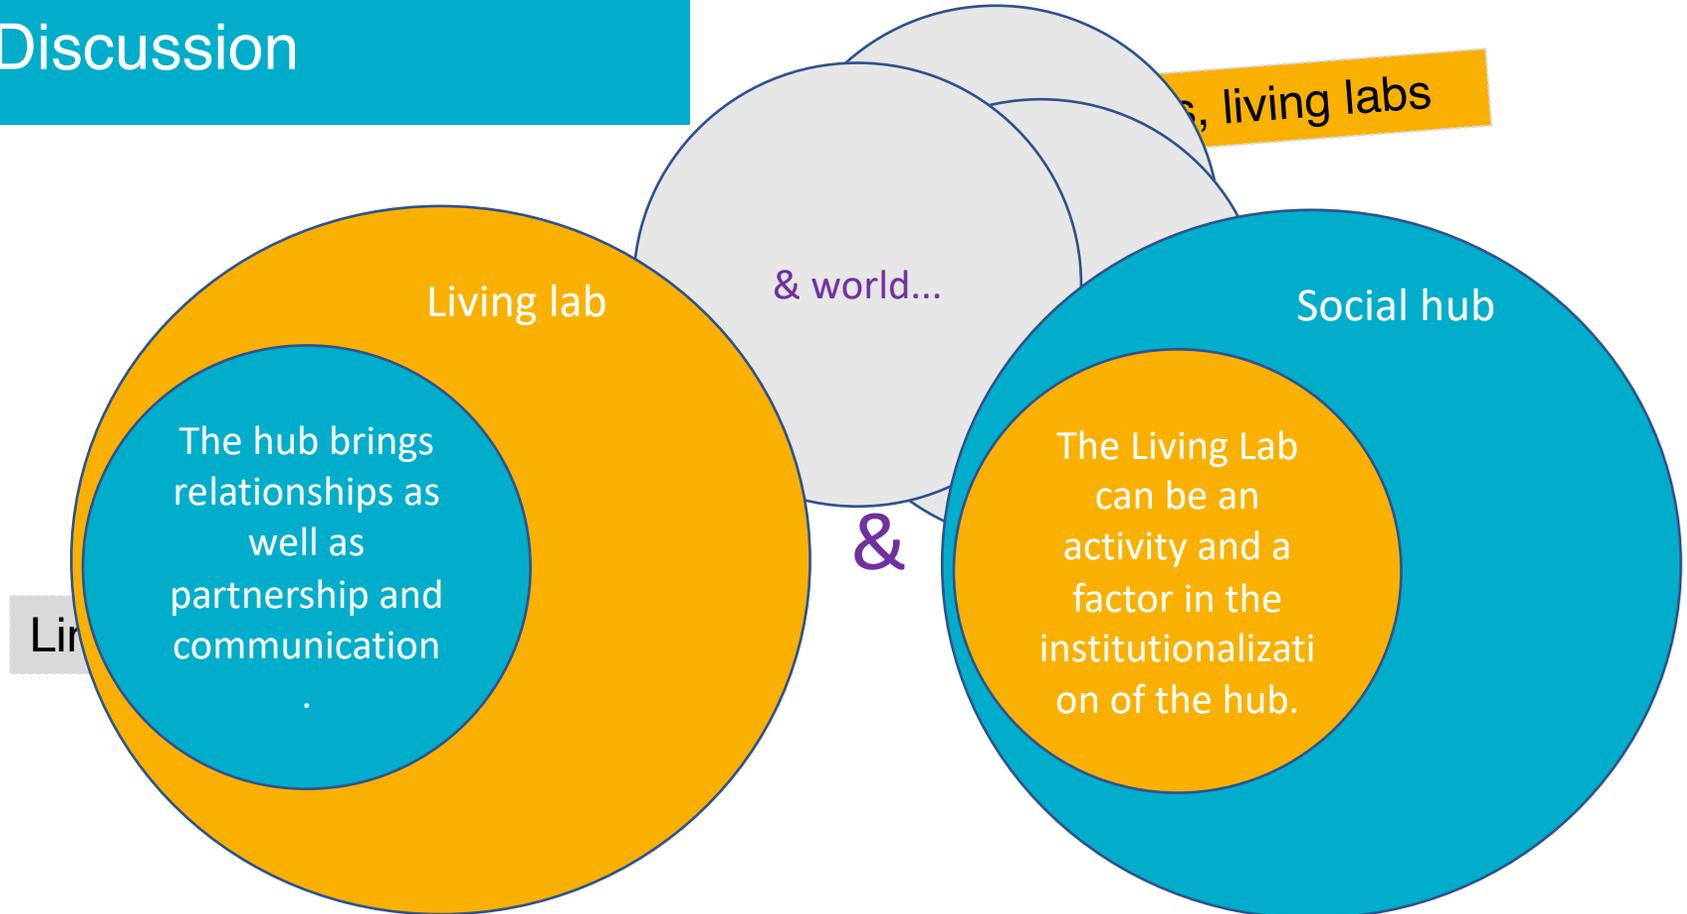 Discussion
, living labs
& world...
Living lab
The hub brings
relationships as
well as
partnership and
communication
.
&
Social hub
The Living Lab
can be an
activity and a
factor in the
institutionalizati
on of the hub.